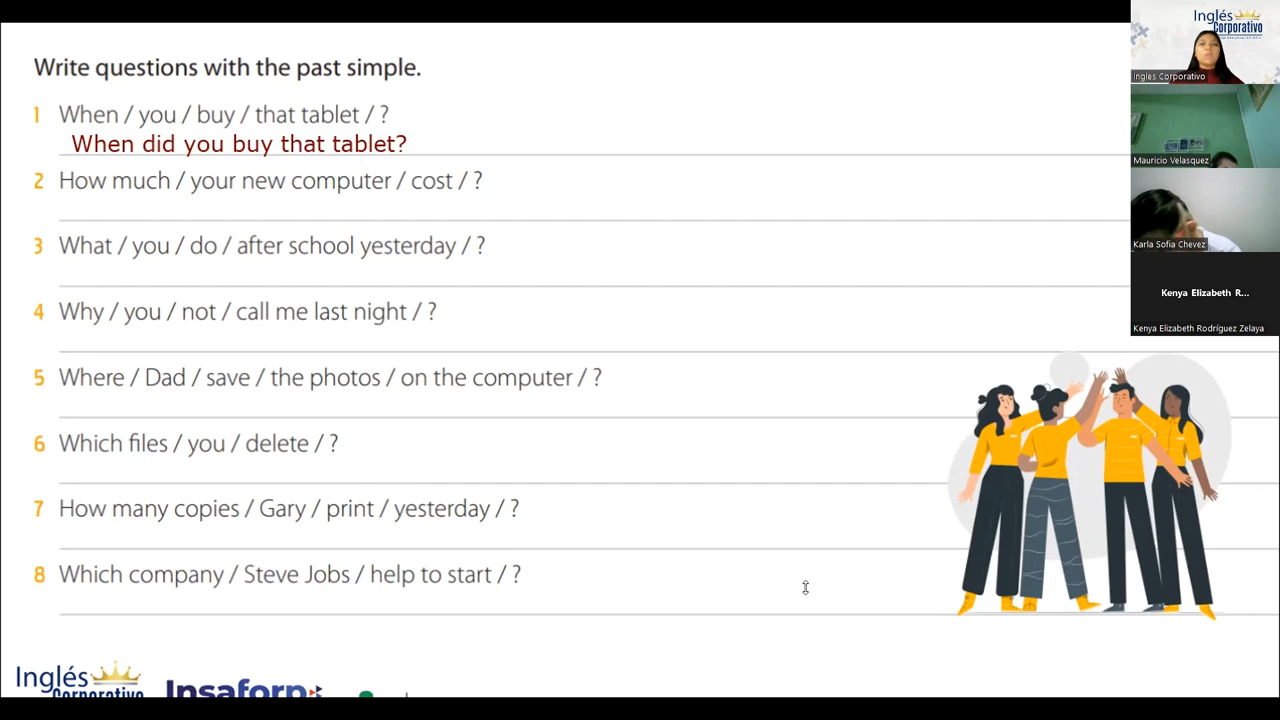 Write questions with the past simple.
1 When / you / buy / that tablet / ?
When did you buy that tablet?
2 How much / your new computer / cost / ?
3 What / you / do / after school yesterday / ?
4 Why / you / not / call me last night / ?
5 Where / Dad / save / the photos / on the computer / ?
6 Which files / you / delete / ?
7 How many copies / Gary / print / yesterday / ?
8 Which company / Steve Jobs / help to start / ?
Inglés
Corporativo
Insaforp
Inglés
Corporativo
Ingles Corporativo
Mauricio Velasquez
Karla Sofia Chevez
Kenya Elizabeth R...
Kenya Elizabeth Rodríguez Zelaya